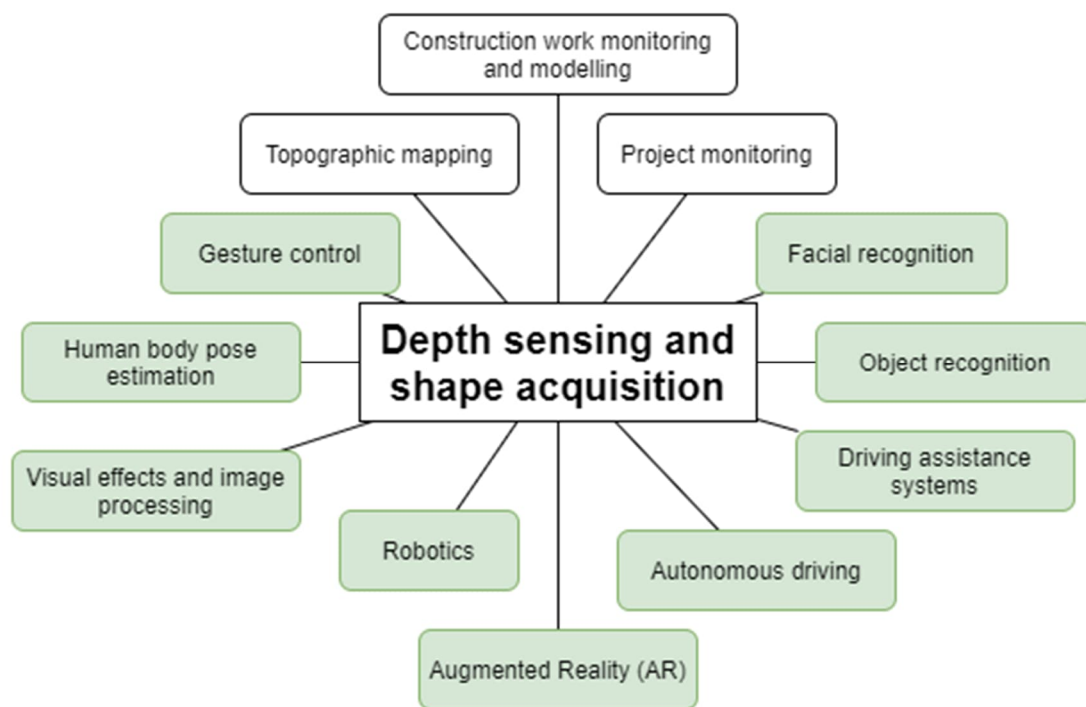 Construction work monitoring
and modelling
Topographic mapping
Project monitoring
Gesture control
Facial recognition
Depth sensing and
shape acquisition
Human body pose
estimation
Object recognition
Visual effects and image
processing
Driving assistance
systems
Robotics
Autonomous driving
Augmented Reality (AR)